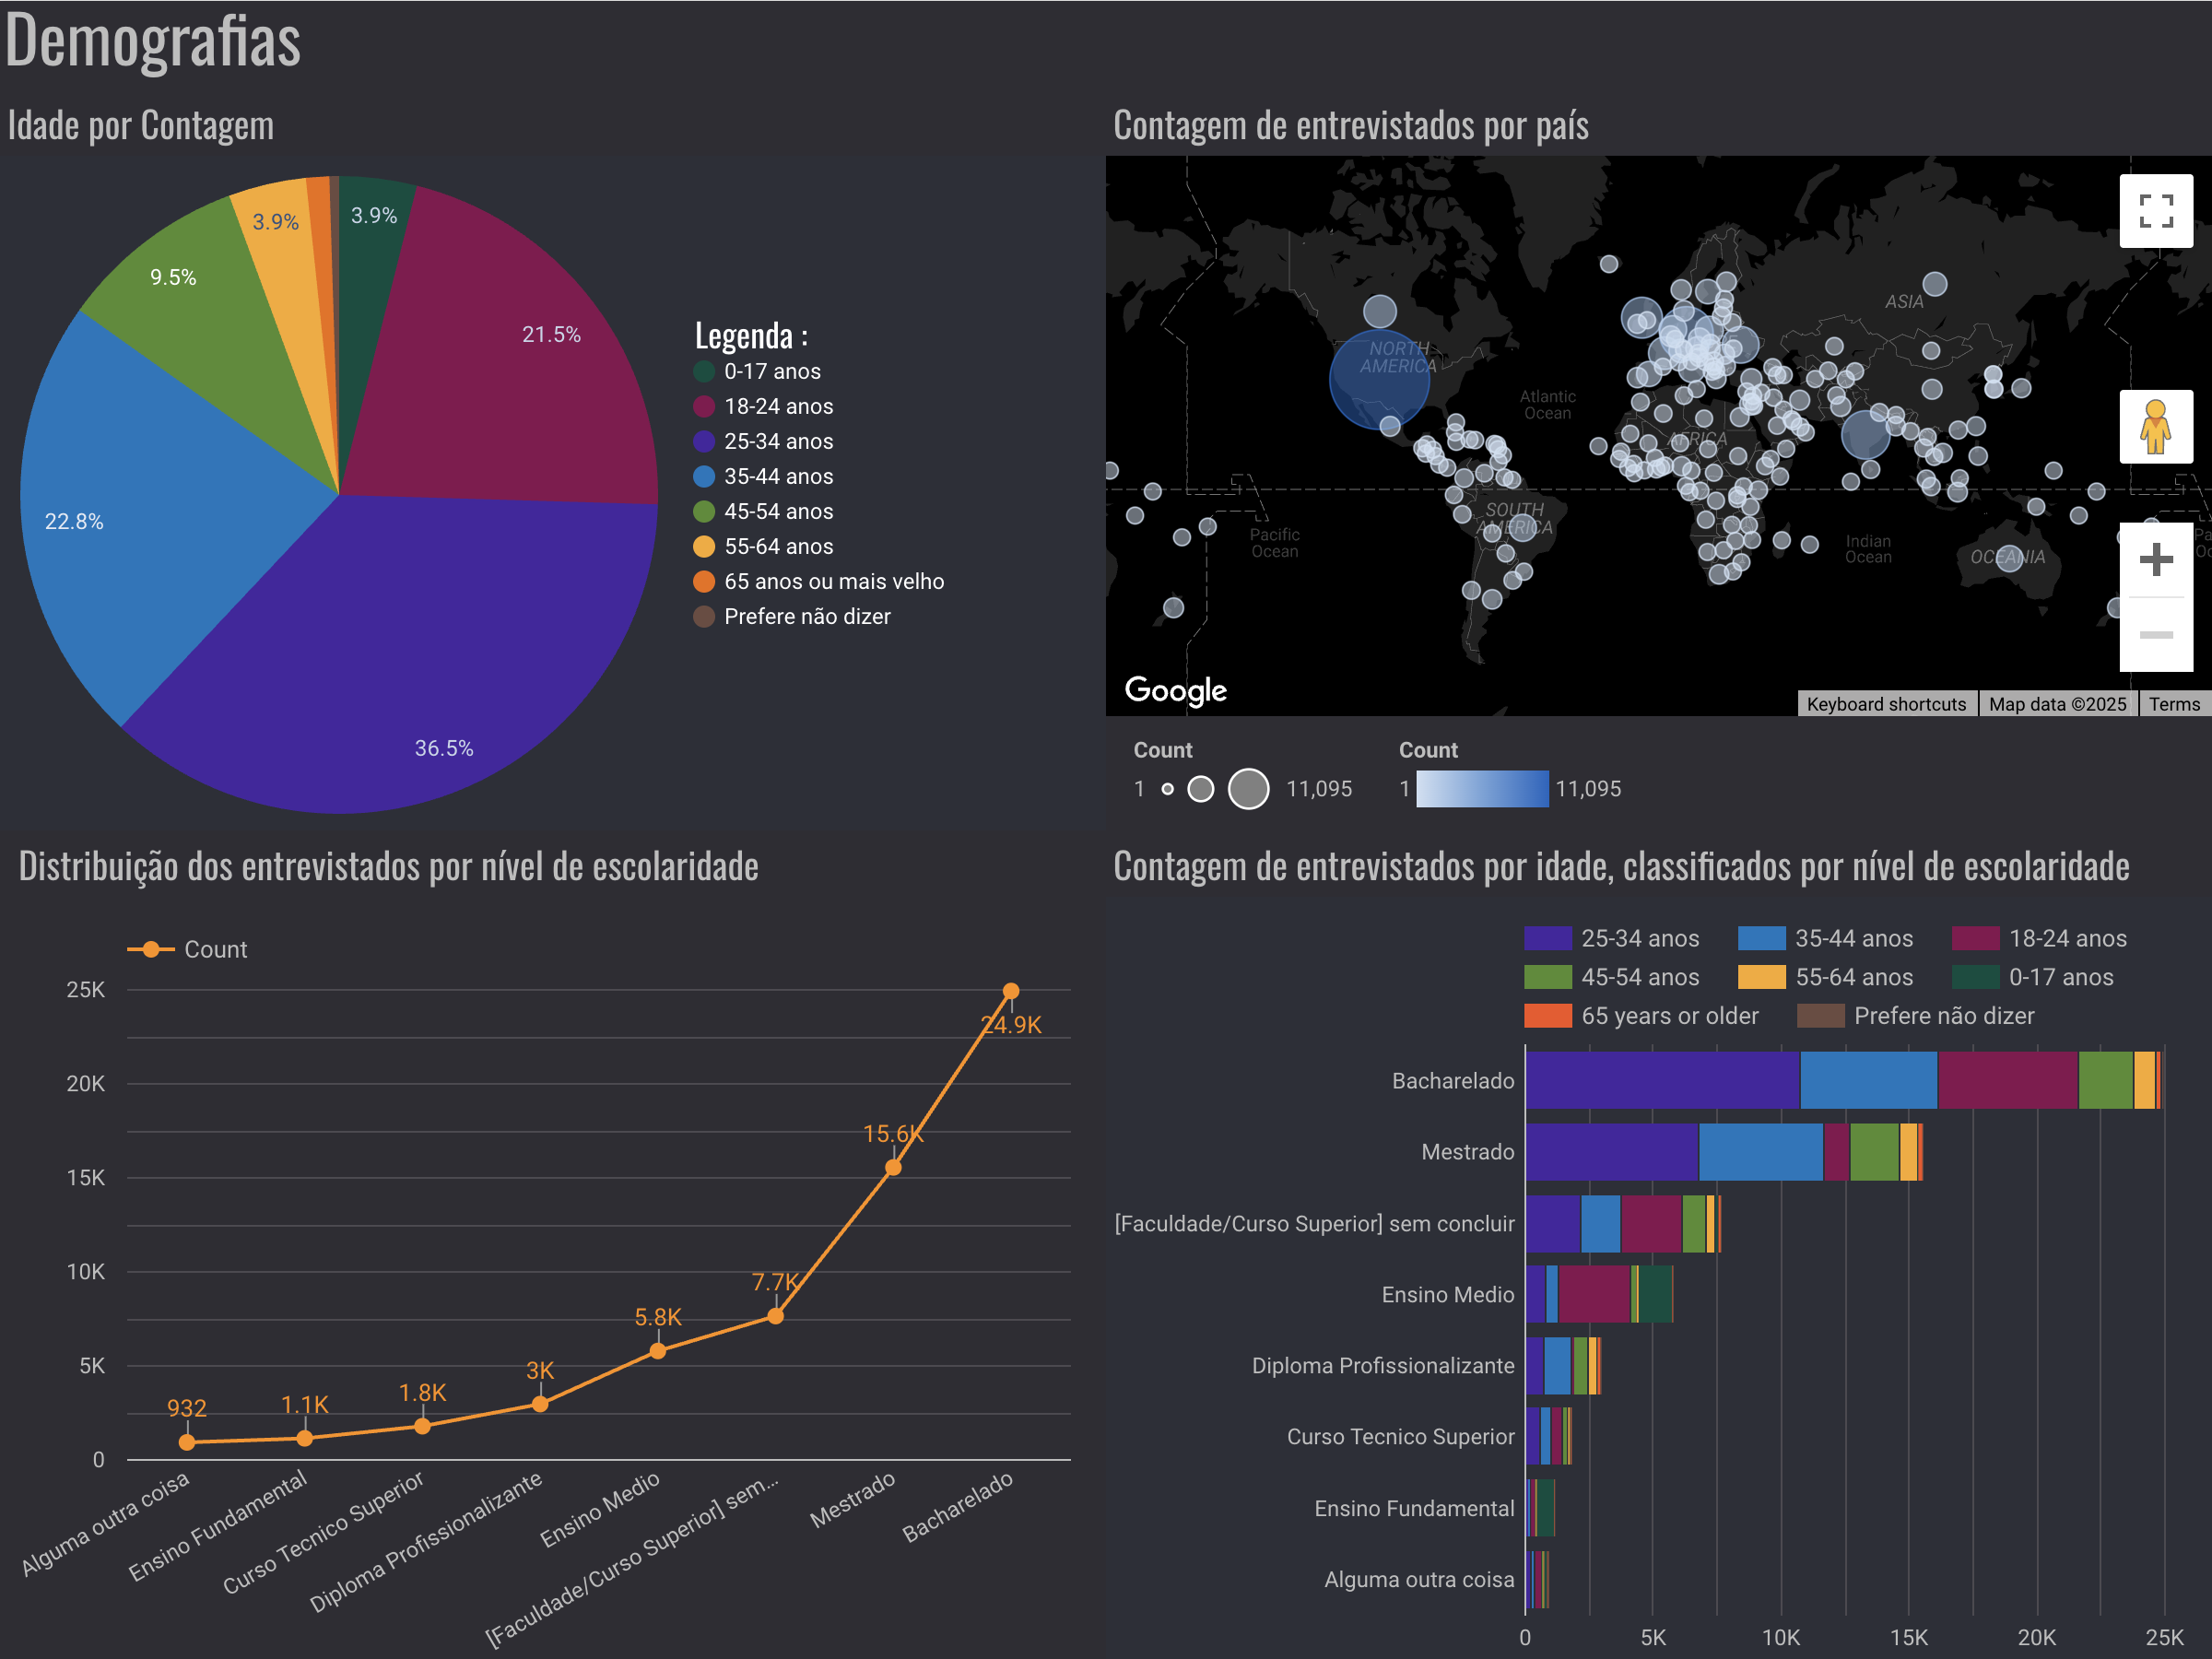 Demografias
Idade por Contagem
3.9%
3.9%
9.5%
21.5%
22.8%
36.5%
Legenda :
0-17 anos
18-24 anos
25-34 anos
35-44 anos
45-54 anos
55-64 anos
65 anos ou mais velho
Prefere não dizer
Contagem de entrevistados por país
ASIA
NORTH
AMERICA
Atlantic
Ocean
AFRICA
SOUTH
AMERICA
Pacific
Ocean
Indian
Ocean
OCEANIA
Pa
Oc
Google
Keyboard shortcuts
Map data ©2025
Terms
Count
1
11,095
Count
1
11,095
Distribuição dos entrevistados por nível de escolaridade
Count
25K
20K
15K
10K
5K
0
932
1.1K
1.8K
3K
5.8K
7.7K
15.6K
24.9K
Alguma outra coisa
Ensino Fundamental
Curso Tecnico Superior
Diploma Profissionalizante
Ensino Medio
[Faculdade/Curso Superior] sem...
Mestrado
Bacharelado
Contagem de entrevistados por idade, classificados por nível de escolaridade
25-34 anos
35-44 anos
18-24 anos
45-54 anos
55-64 anos
0-17 anos
65 years or older
Prefere não dizer
Bacharelado
Mestrado
[Faculdade/Curso Superior] sem concluir
Ensino Medio
Diploma Profissionalizante
Curso Tecnico Superior
Ensino Fundamental
Alguma outra coisa
0
5K
10K
15K
20K
25K